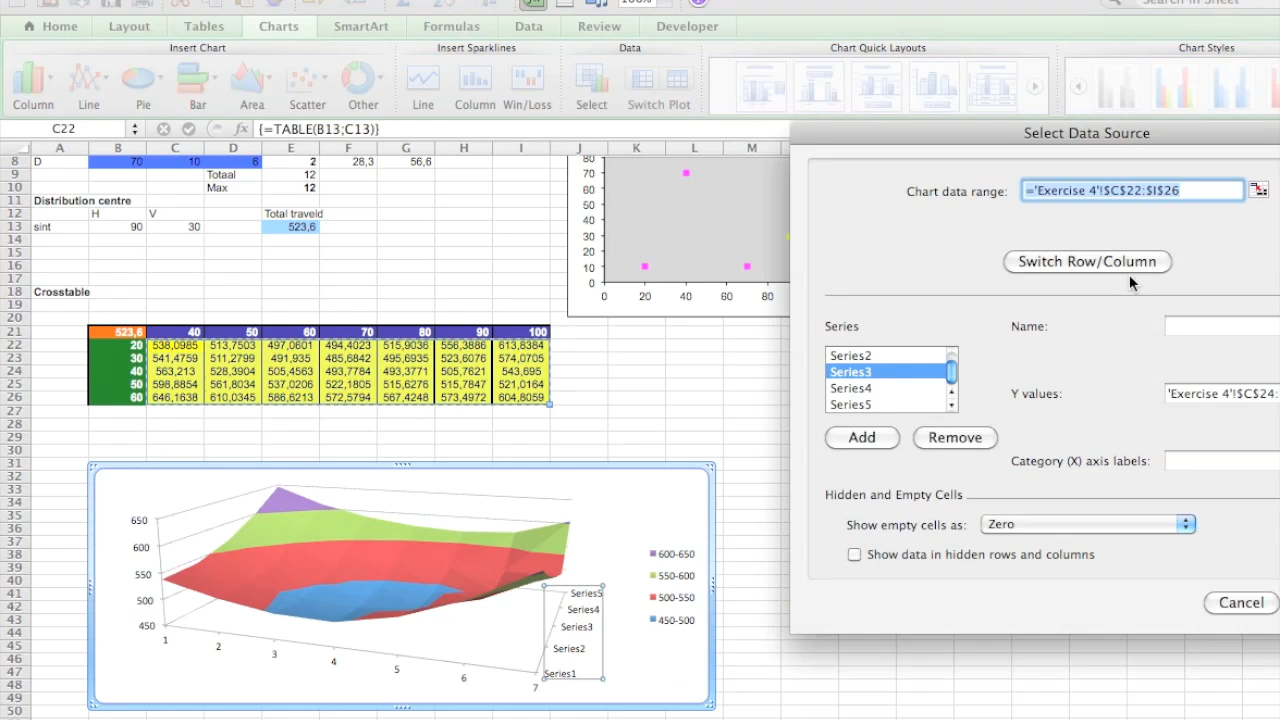 100%
Search in Sheet
Home Layout Tables Charts SmartArt Formulas Data Review Developer
Insert Chart Insert Sparklines Data Chart Quick Layouts Chart Styles
Column Line Pie Bar Area Scatter Other Line Column Win/Loss Select Switch Plot
C22 fx {=TABLE(B13;C13)}
A B C D E F G H I J K L M
8 D 70 10 6 2 28,3 56,6
9 Totaal 12
10 Max 12
11 Distribution centre
12 H V Total traveld
13 sint 90 30 523,6
14
15
16
17
18 Crosstable
19
20
21 523,6 40 50 60 70 80 90 100
22 20 538,0985 513,7503 497,0601 494,4023 515,9036 556,3886 613,8384
23 30 541,4759 511,2799 491,935 485,6842 495,6935 523,6076 574,0705
24 40 563,213 528,3904 505,4563 493,7784 493,3771 505,7621 543,695
25 50 598,8854 561,8034 537,0206 522,1805 515,6276 515,7847 521,0164
26 60 646,1638 610,0345 586,6213 572,5794 567,4248 573,4972 604,8059
27
28
29
30
31
32
33
34
35
36
37
38
39
40
41
42
43
44
45
46
47
48
49
50
80
70
60
50
40
30
20
10
0
0 20 40 60 80
650
600
550
500
450
1 2 3 4 5 6 7
Series5
Series4
Series3
Series2
Series1
600-650
550-600
500-550
450-500
Select Data Source
Chart data range: ='Exercise 4'!$C$22:$I$26
Switch Row/Column
Series Name:
Series2
Series3
Series4
Series5
Y values: 'Exercise 4'!$C$24:
Add Remove
Category (X) axis labels:
Hidden and Empty Cells
Show empty cells as: Zero
Show data in hidden rows and columns
Cancel